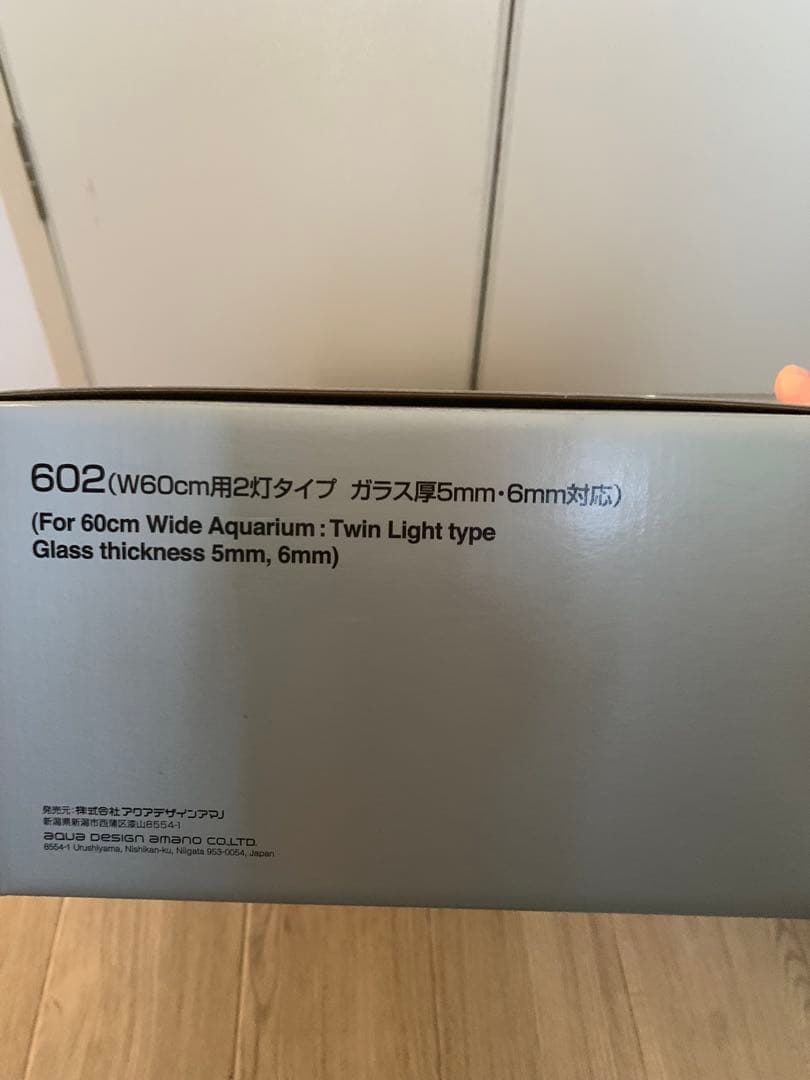 602(W60cm用2灯タイプ ガラス厚5mm・6mm対応)
(For 60cm Wide Aquarium : Twin Light type
Glass thickness 5mm, 6mm)
発売元:株式会社アクアデザインアマノ
新潟県新潟市西蒲区漆山8554-1
aqua Design amano CO.,LTD.
8554-1 Urushiyama, Nishikan-ku, Niigata 953-0054, Japan